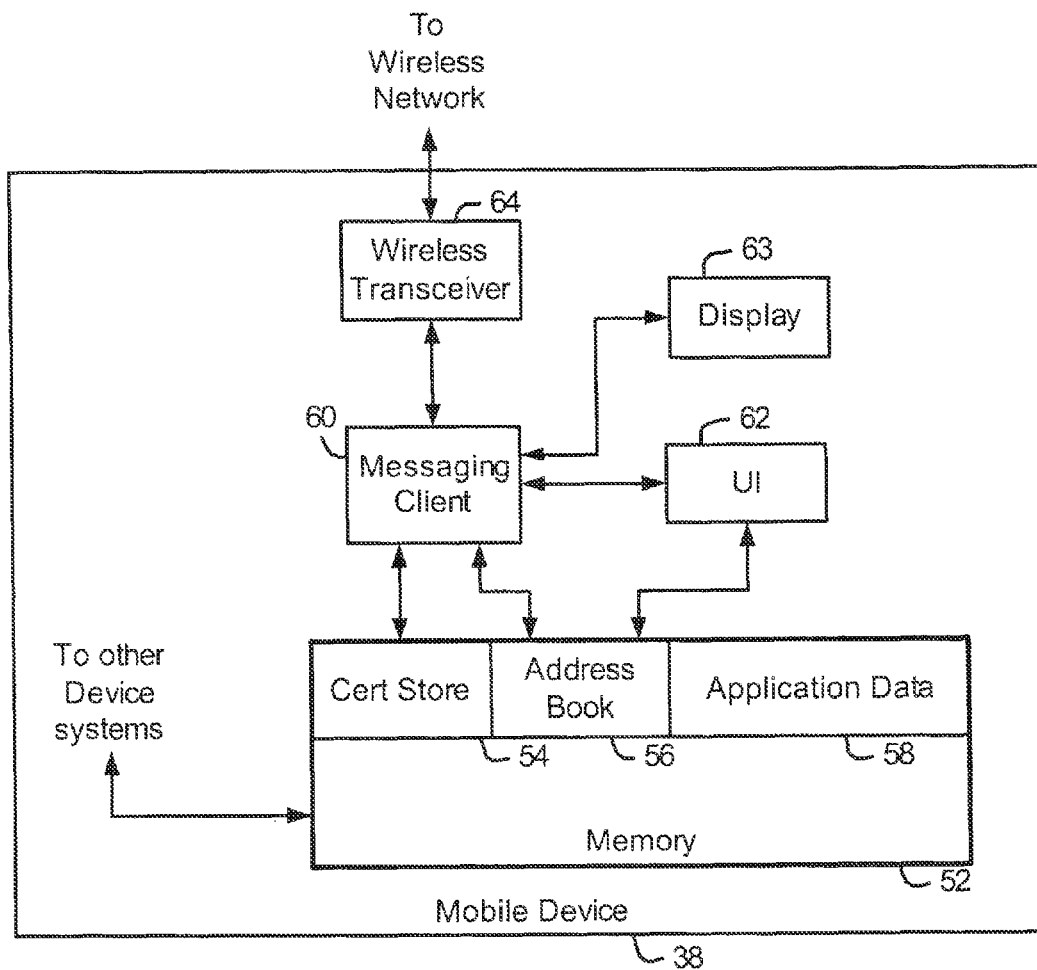 To
Wireless
Network
64
Wireless
Transceiver
63
Display
60
Messaging
Client
62
UI
To other
Device
systems
Cert Store
Address
Book
Application Data
54
56
58
Memory
52
Mobile Device
38